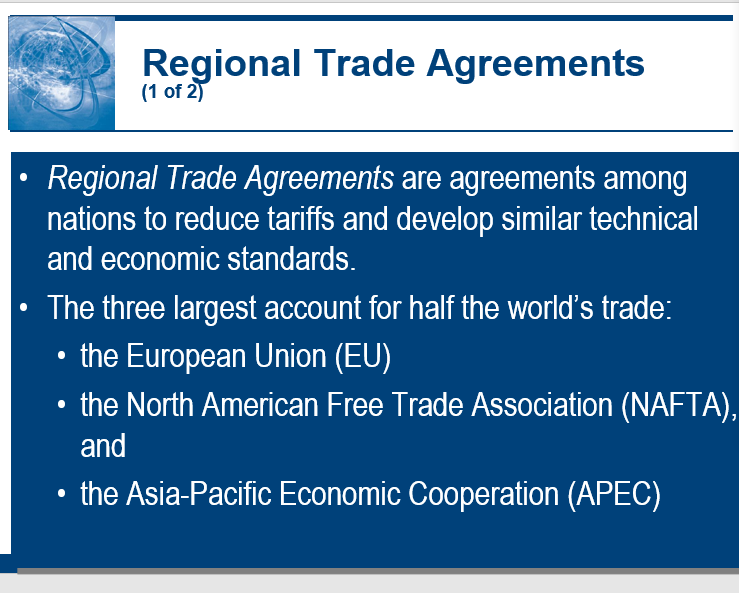 Regional Trade Agreements
(1 of 2)
• Regional Trade Agreements are agreements among
nations to reduce tariffs and develop similar technical
and economic standards.
• The three largest account for half the world’s trade:
• the European Union (EU)
• the North American Free Trade Association (NAFTA),
and
• the Asia-Pacific Economic Cooperation (APEC)